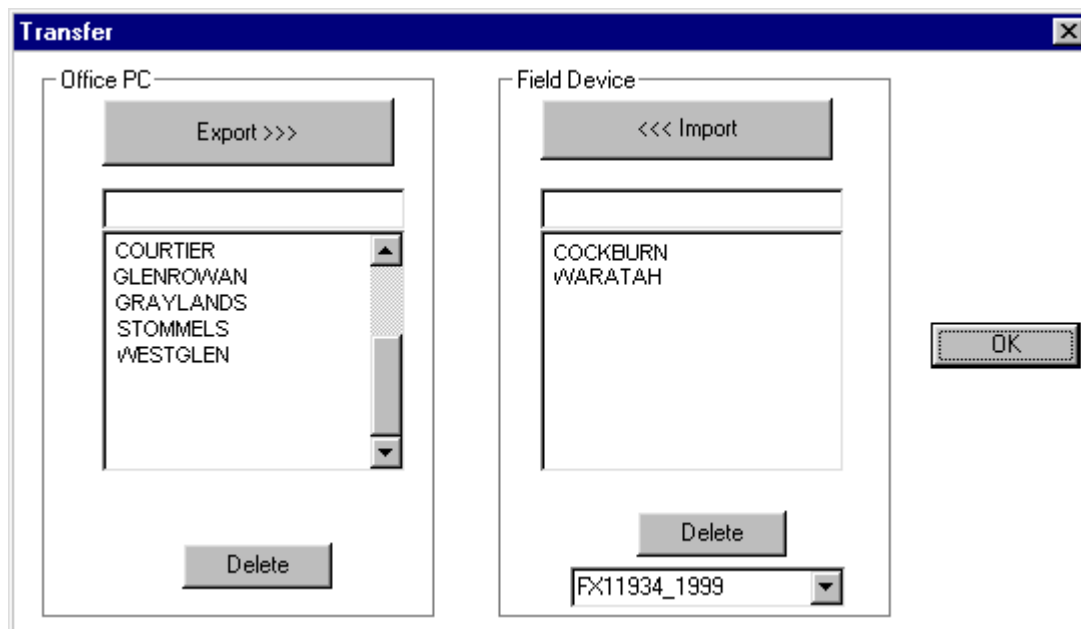 Transfer
Office PC
Export >>>
COURTIER
GLENROWAN
GRAYLANDS
STOMMELS
WESTGLEN
Delete
Field Device
<<< Import
COCKBURN
WARATAH
Delete
FX11934_1999
OK